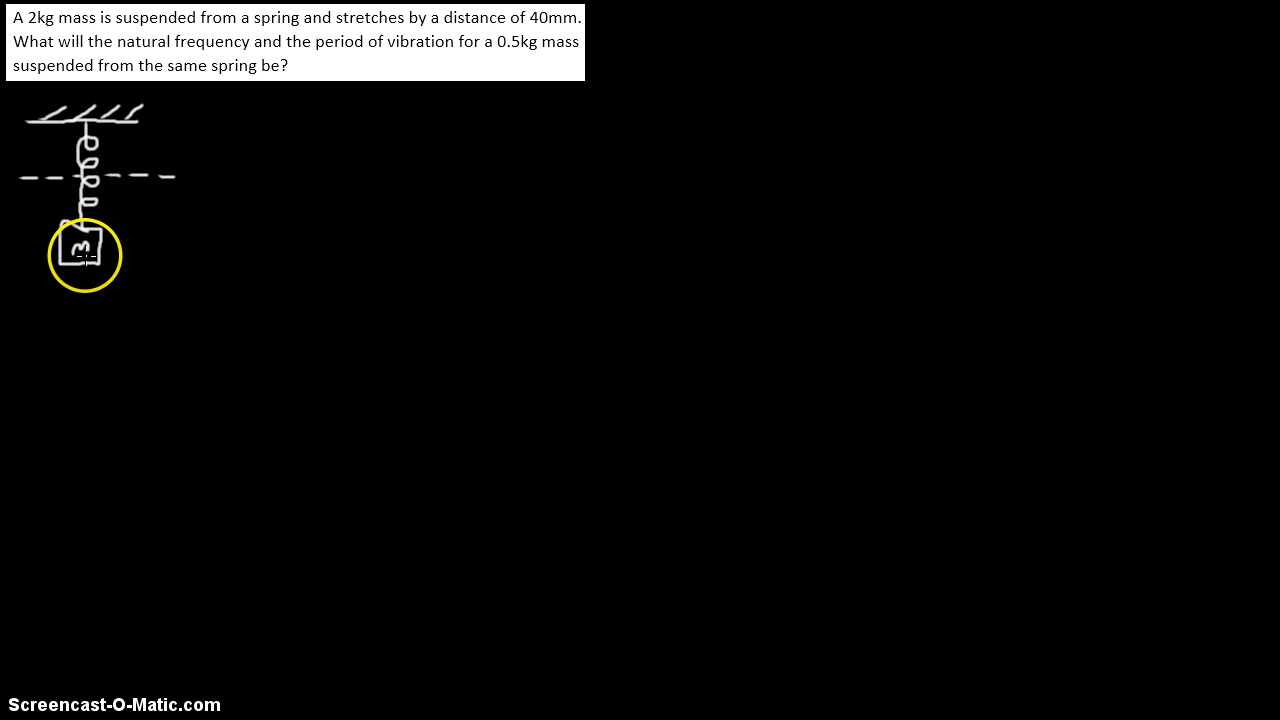 A 2kg mass is suspended from a spring and stretches by a distance of 40mm.
What will the natural frequency and the period of vibration for a 0.5kg mass
suspended from the same spring be?
m
Screencast-O-Matic.com